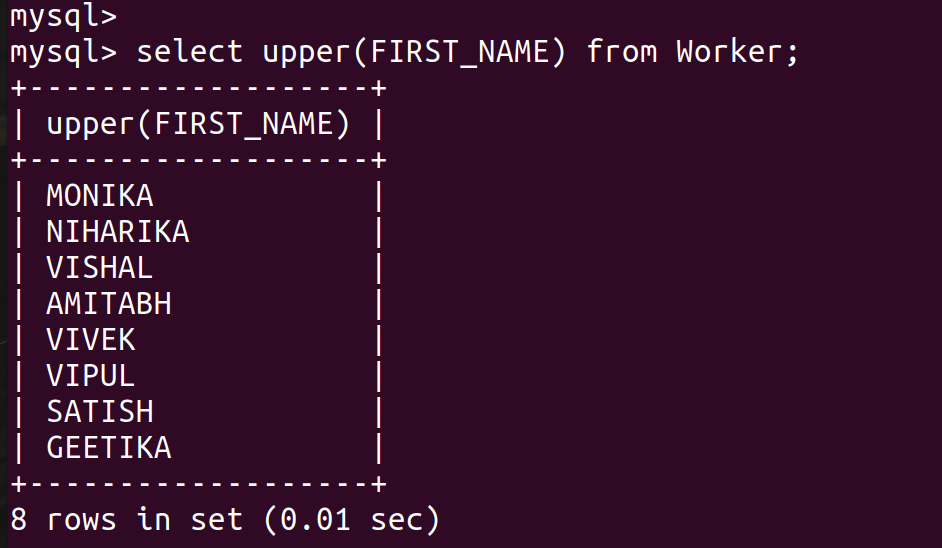 mysql>
mysql> select upper(FIRST_NAME) from Worker;
+-------------------+
| upper(FIRST_NAME) |
+-------------------+
| MONIKA            |
| NIHARIKA          |
| VISHAL            |
| AMITABH           |
| VIVEK             |
| VIPUL             |
| SATISH            |
| GEETIKA           |
+-------------------+
8 rows in set (0.01 sec)